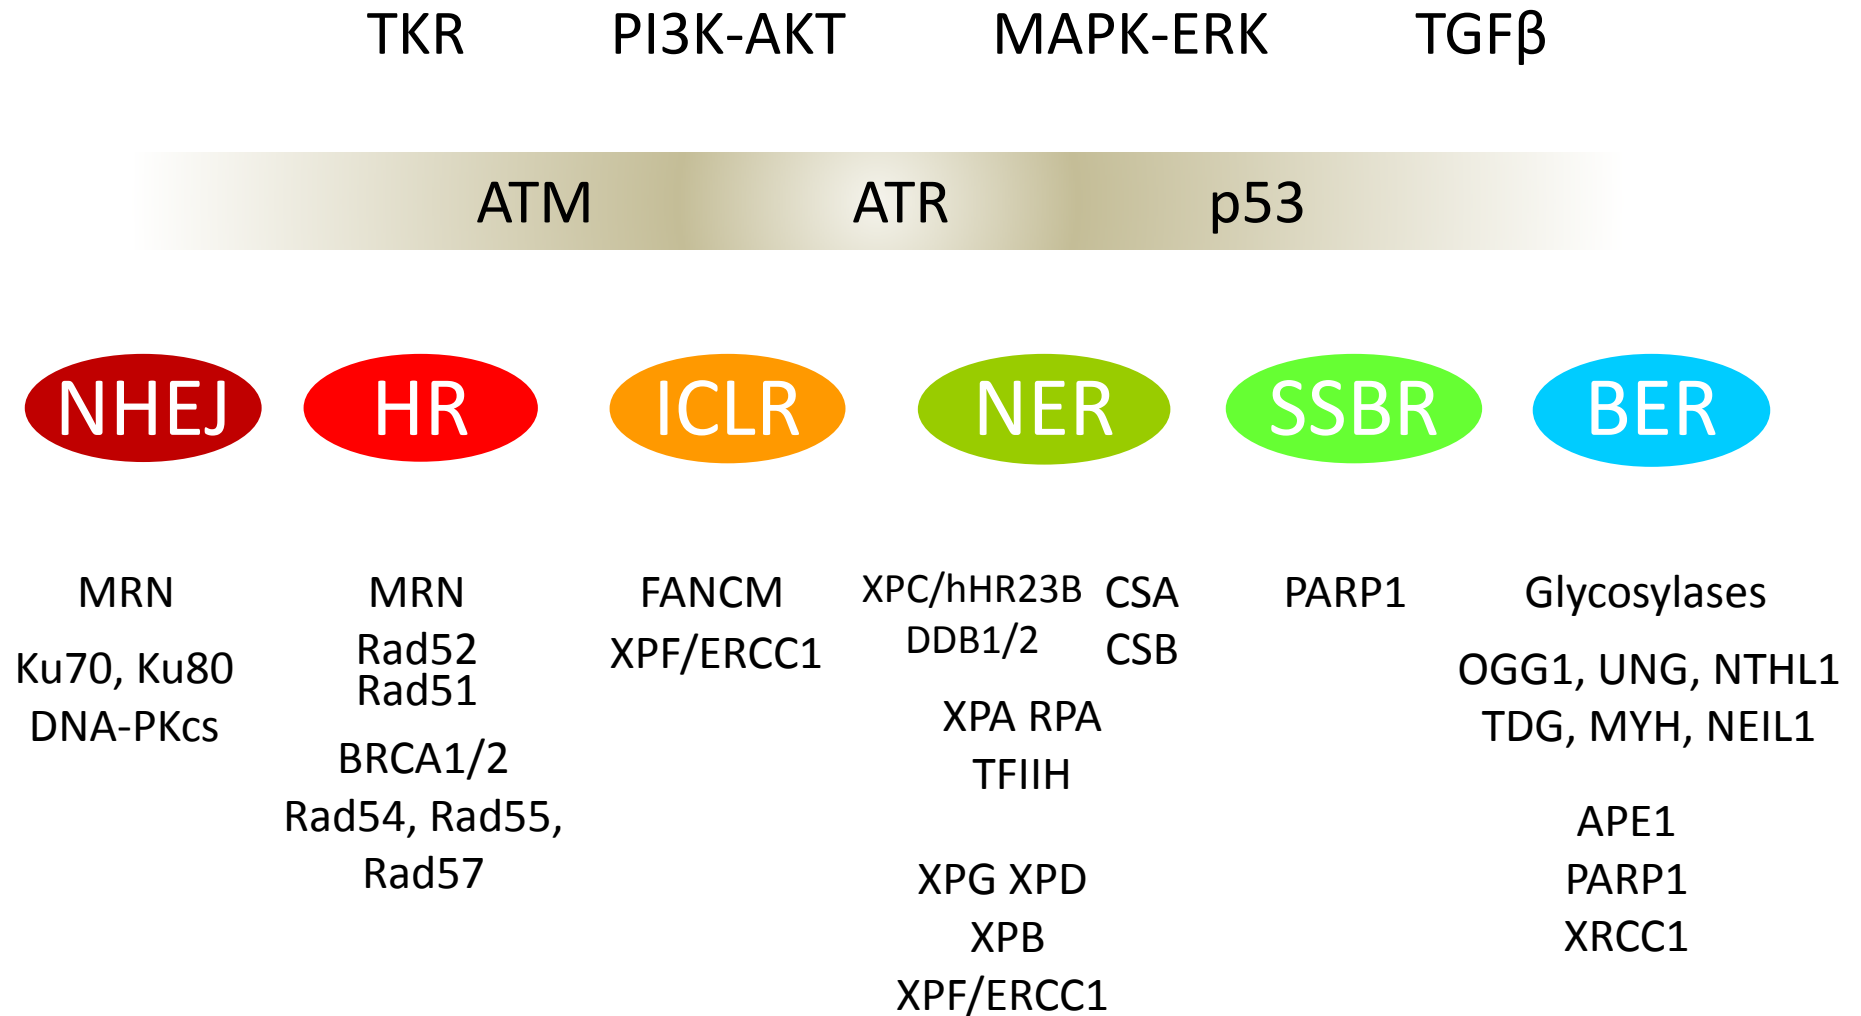 TKR PI3K-AKT MAPK-ERK TGFβ
ATM ATR p53
NHEJ HR ICLR NER SSBR BER
MRN
Ku70, Ku80
DNA-PKcs
MRN
Rad52
Rad51
BRCA1/2
Rad54, Rad55,
Rad57
FANCM
XPF/ERCC1
XPC/hHR23B CSA
DDB1/2 CSB
XPA RPA
TFIIH
XPG XPD
XPB
XPF/ERCC1
PARP1
Glycosylases
OGG1, UNG, NTHL1
TDG, MYH, NEIL1
APE1
PARP1
XRCC1